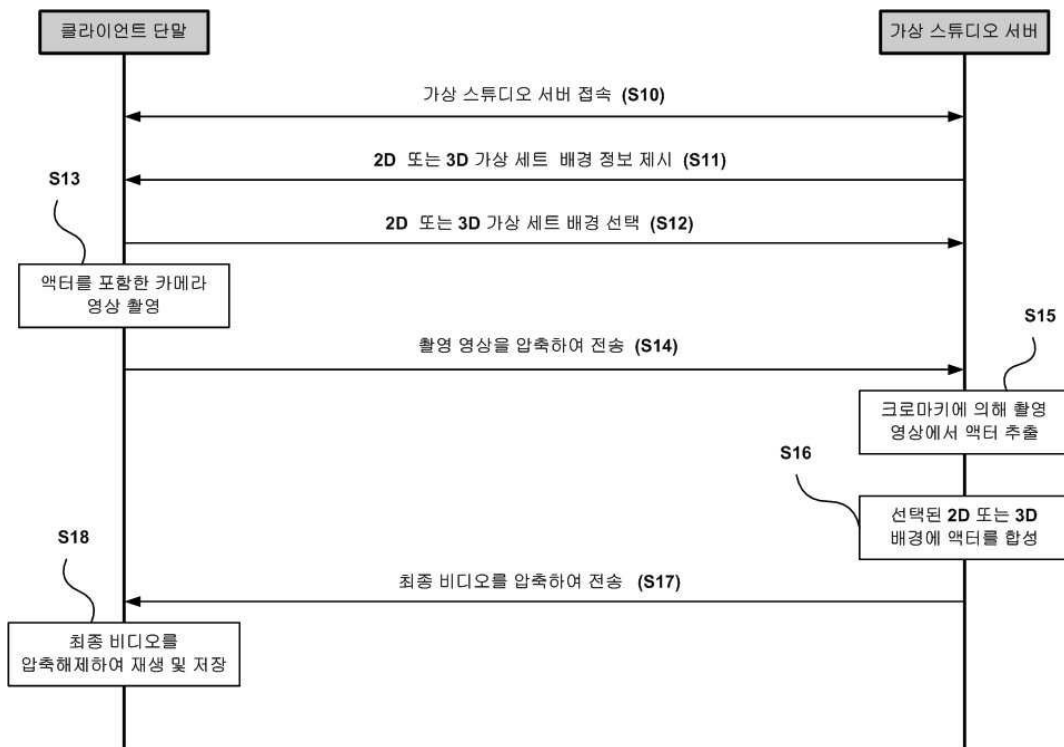 클라이언트 단말
가상 스튜디오 서버
가상 스튜디오 서버 접속 (S10)
2D 또는 3D 가상 세트 배경 정보 제시 (S11)
S13
2D 또는 3D 가상 세트 배경 선택 (S12)
액터를 포함한 카메라
영상 촬영
S15
촬영 영상을 압축하여 전송 (S14)
크로마키에 의해 촬영
영상에서 액터 추출
S16
선택된 2D 또는 3D
배경에 액터를 합성
S18
최종 비디오를 압축하여 전송 (S17)
최종 비디오를
압축해제하여 재생 및 저장